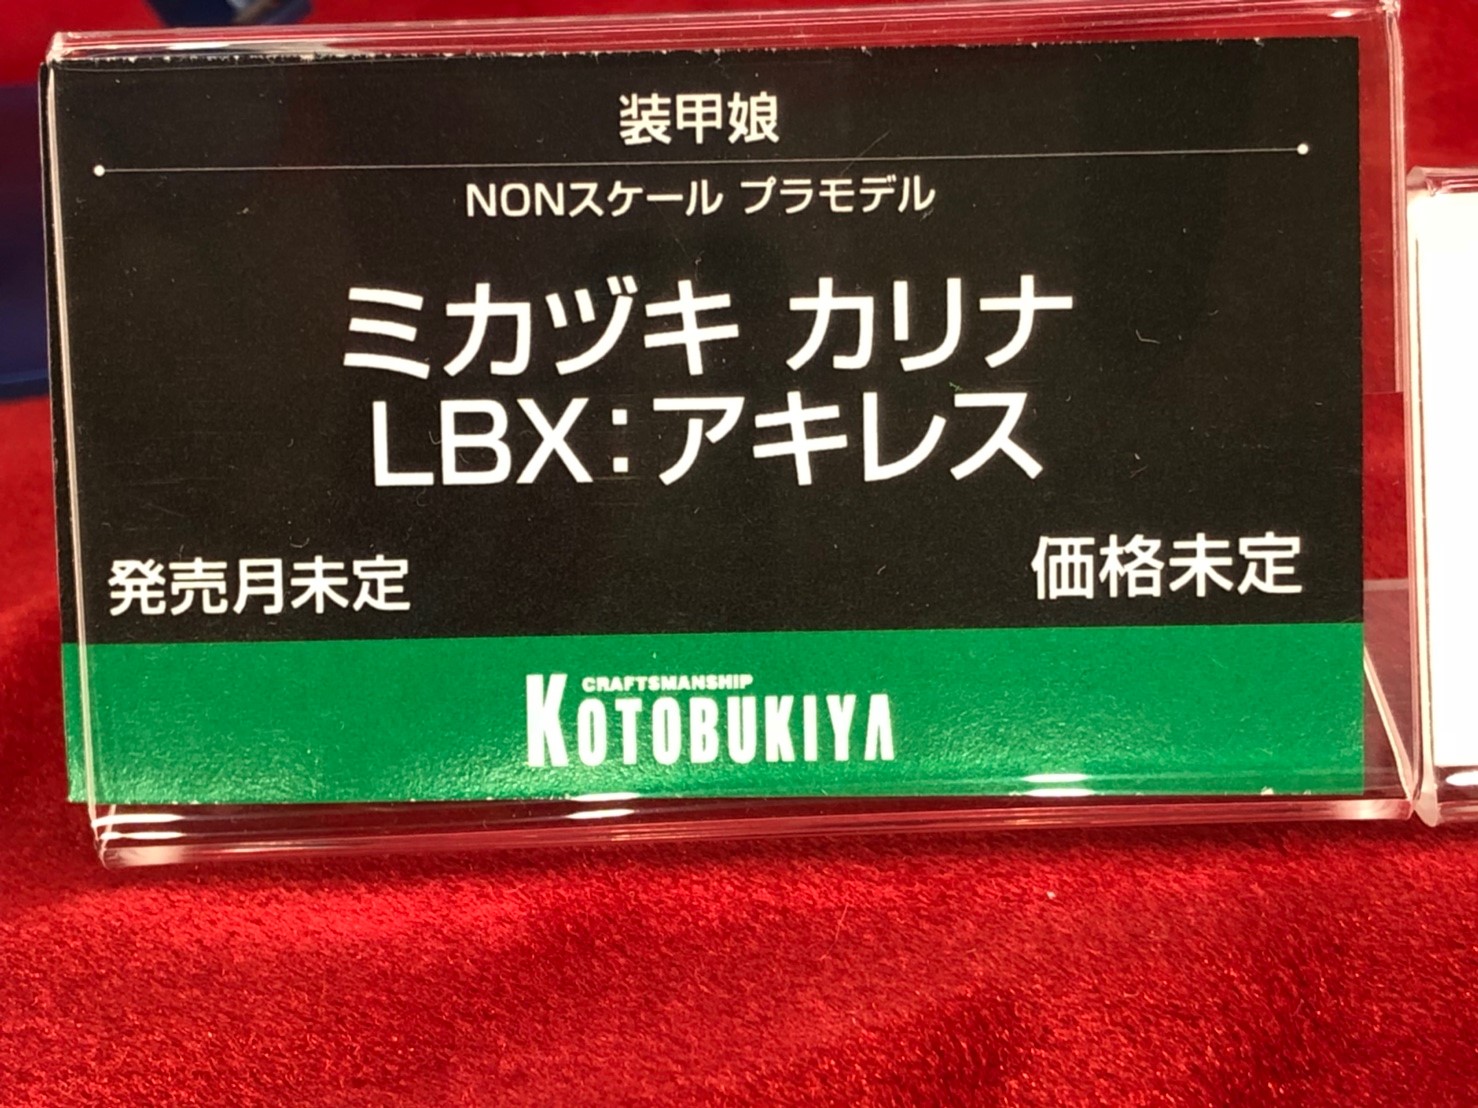 装甲娘
NONスケール プラモデル
ミカヅキ カリナ
LBX：アキレス
発売月未定
価格未定
CRAFTSMANSHIP
KOTOBUKIYA